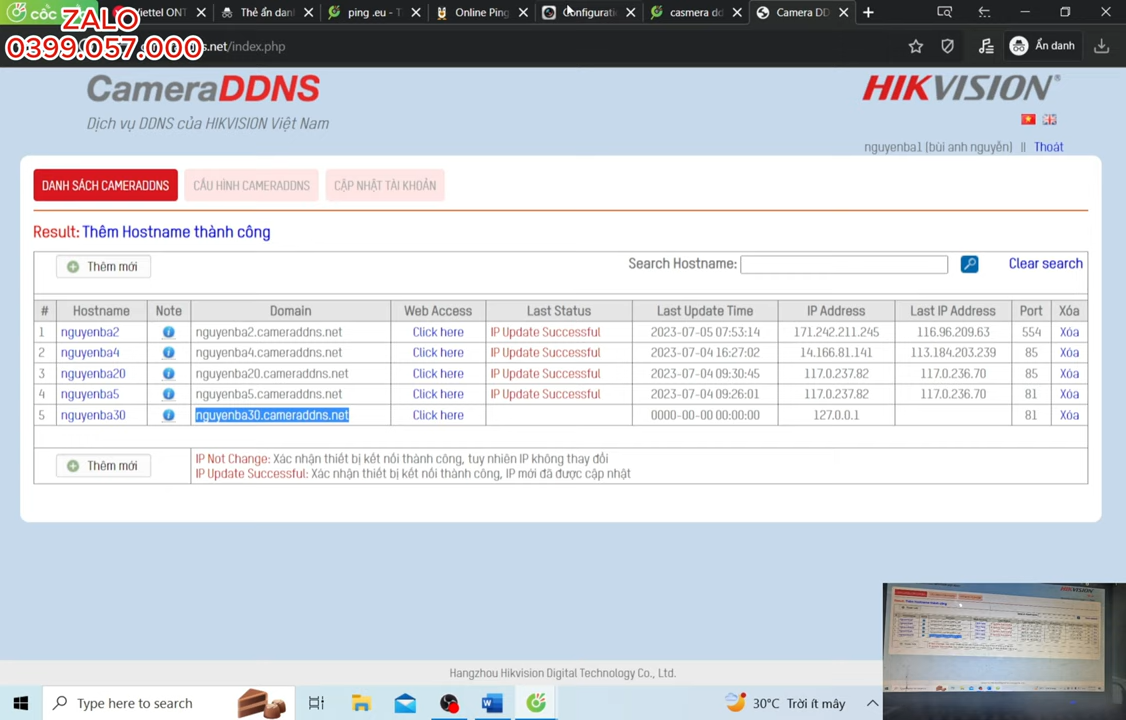 ZALO
0399.057.000
cốc
iettel ONT
Thẻ ẩn danh
ping .eu - T
Online Ping
Configurati
casmera dd
Camera DD
s.net/index.php
Ẩn danh
CameraDDNS
HIKVISION®
Dịch vụ DDNS của HIKVISION Việt Nam
nguyenba1 (bùi anh nguyễn) || Thoát
DANH SÁCH CAMERADDNS
CẤU HÌNH CAMERADDNS
CẬP NHẬT TÀI KHOẢN
Result: Thêm Hostname thành công
Thêm mới
Search Hostname:
Clear search
# Hostname Note Domain Web Access Last Status Last Update Time IP Address Last IP Address Port Xóa
1 nguyenba2 nguyenba2.cameraddns.net Click here IP Update Successful 2023-07-05 07:53:14 171.242.211.245 116.96.209.63 554 Xóa
2 nguyenba4 nguyenba4.cameraddns.net Click here IP Update Successful 2023-07-04 16:27:02 14.166.81.141 113.184.203.239 85 Xóa
3 nguyenba20 nguyenba20.cameraddns.net Click here IP Update Successful 2023-07-04 09:30:45 117.0.237.82 117.0.236.70 85 Xóa
4 nguyenba5 nguyenba5.cameraddns.net Click here IP Update Successful 2023-07-04 09:26:01 117.0.237.82 117.0.236.70 81 Xóa
5 nguyenba30 nguyenba30.cameraddns.net Click here 0000-00-00 00:00:00 127.0.0.1 81 Xóa
Thêm mới
IP Not Change: Xác nhận thiết bị kết nối thành công, tuy nhiên IP không thay đổi
IP Update Successful: Xác nhận thiết bị kết nối thành công, IP mới đã được cập nhật
Hangzhou Hikvision Digital Technology Co., Ltd.
Type here to search
30°C Trời ít mây